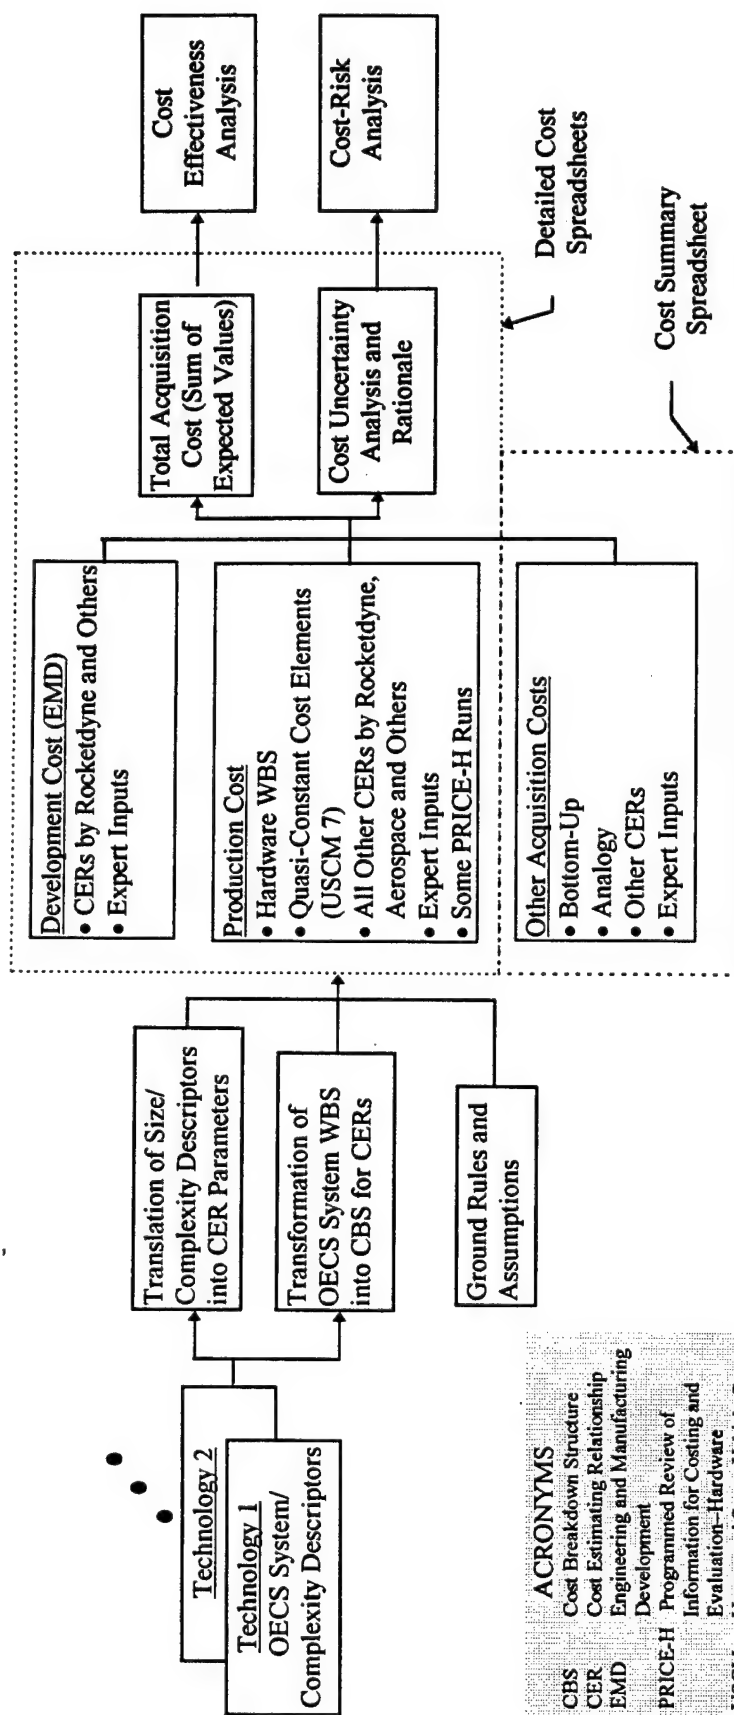 Technology 2
Technology 1
OECS System/
Complexity Descriptors
Translation of Size/
Complexity Descriptors
into CER Parameters
Transformation of
OECS System WBS
into CBS for CERs
Ground Rules and
Assumptions
Development Cost (EMD)
• CERs by Rocketdyne and Others
• Expert Inputs
Production Cost
• Hardware WBS
• Quasi-Constant Cost Elements
(USCM 7)
• All Other CERs by Rocketdyne,
Aerospace and Others
• Expert Inputs
• Some PRICE-H Runs
Other Acquisition Costs
• Bottom-Up
• Analogy
• Other CERs
• Expert Inputs
Total Acquisition
Cost (Sum of
Expected Values)
Cost Uncertainty
Analysis and
Rationale
Cost
Effectiveness
Analysis
Cost-Risk
Analysis
Detailed Cost
Spreadsheets
Cost Summary
Spreadsheet
ACRONYMS
CBS Cost Breakdown Structure
CER Cost Estimating Relationship
EMD Engineering and Manufacturing
Development
PRICE-H Programmed Review of
Information for Costing and
Evaluation–Hardware